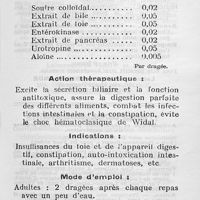 Soufre colloïdal............ 0,02
Extrait de bile ........... 0,05
Extrait de foie ........... 0,05
Entérokinase .............. 0,02
Extrait de pancréas ....... 0,02
Urotropine ................ 0,05
Aloïne .................... 0,005
Par dragée.
Action thérapeutique :
Excite la sécrétion biliaire et la fonction
antitoxique, assure la digestion parfaite
des différents aliments, combat les infec-
tions intestinales et la constipation, évite
le choc hématoclasique de Widal.
Indications :
Insuffisances du foie et de l'appareil diges-
tif, constipation, auto-intoxication intes-
tinale, arthritisme, dermatoses, etc.
Mode d'emploi :
Adultes : 2 dragées après chaque repas
avec un peu d'eau.